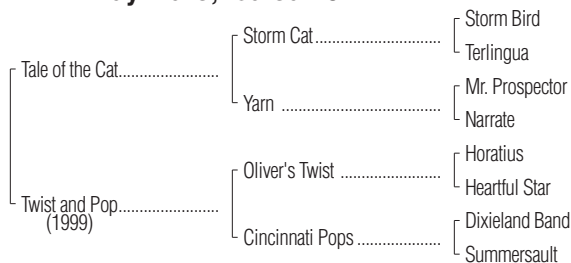 Storm Bird
Storm Cat........................................
Terlingua
Tale of the Cat........................
Mr. Prospector
Yarn ........................................
Narrate
Horatius
Oliver's Twist ........................
Heartful Star
Twist and Pop........................
(1999)
Dixieland Band
Cincinnati Pops ....................
Summersault